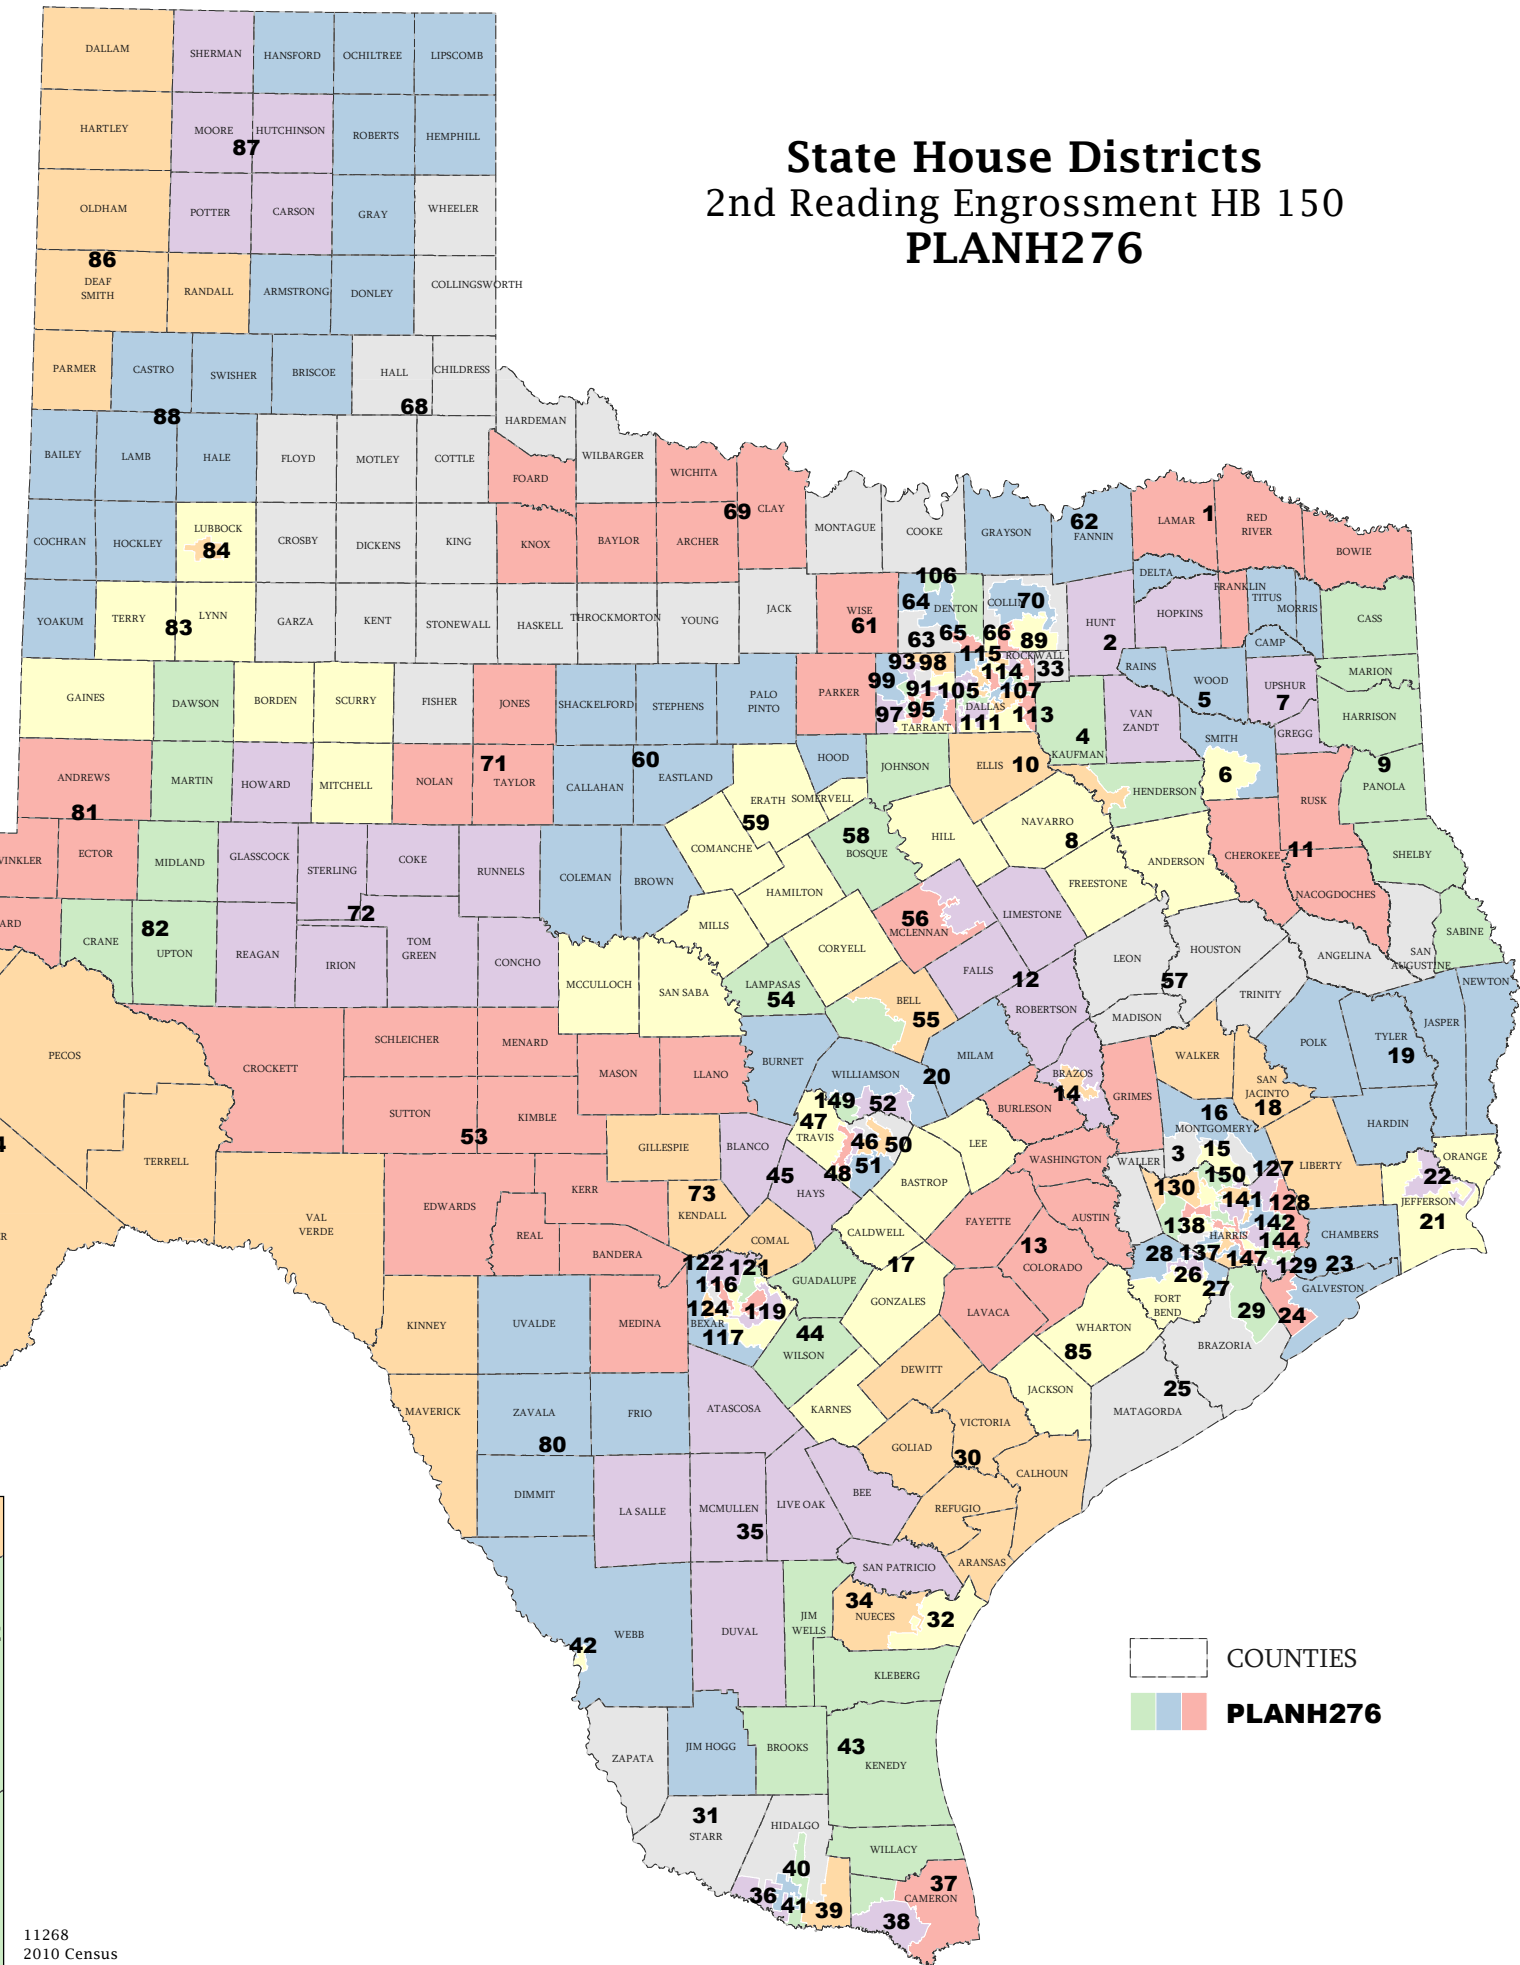 State House Districts
2nd Reading Engrossment HB 150
PLANH276
DALLAM
SHERMAN
HANSFORD
OCHILTREE
LIPSCOMB
HARTLEY
MOORE
HUTCHINSON
ROBERTS
HEMPHILL
87
OLDHAM
POTTER
CARSON
GRAY
WHEELER
86
DEAF
SMITH
RANDALL
ARMSTRONG
DONLEY
COLLINGSWORTH
PARMER
CASTRO
SWISHER
BRISCOE
HALL
CHILDRESS
88
68
HARDEMAN
BAILEY
LAMB
HALE
FLOYD
MOTLEY
COTTLE
FOARD
WILBARGER
WICHITA
69
CLAY
COCHRAN
HOCKLEY
LUBBOCK
84
CROSBY
DICKENS
KING
KNOX
BAYLOR
ARCHER
MONTAGUE
COOKE
GRAYSON
62
FANNIN
LAMAR
1
RED
RIVER
BOWIE
YOAKUM
TERRY
83
LYNN
GARZA
KENT
STONEWALL
HASKELL
THROCKMORTON
YOUNG
JACK
WISE
61
106
64
DENTON
COLLIN
70
63
65
66
89
HUNT
2
DELTA
HOPKINS
FRANKLIN
TITUS
MORRIS
CAMP
CASS
MARION
GAINES
DAWSON
BORDEN
SCURRY
FISHER
JONES
SHACKELFORD
STEPHENS
PALO
PINTO
PARKER
93
98
115
ROCKWALL
33
99
114
91
105
107
97
95
DALLAS
111
113
TARRANT
RAINS
WOOD
5
UPSHUR
7
HARRISON
VAN
ZANDT
4
KAUFMAN
SMITH
GREGG
6
9
PANOLA
ANDREWS
81
MARTIN
HOWARD
MITCHELL
NOLAN
71
TAYLOR
CALLAHAN
60
EASTLAND
HOOD
JOHNSON
ELLIS
10
HENDERSON
RUSK
ERATH
SOMERVELL
59
COMANCHE
58
BOSQUE
HILL
NAVARRO
8
ANDERSON
CHEROKEE
11
SHELBY
WINKLER
ECTOR
MIDLAND
GLASSCOCK
STERLING
COKE
RUNNELS
COLEMAN
BROWN
HAMILTON
FREESTONE
NACOGDOCHES
ARD
CRANE
82
UPTON
REAGAN
72
IRION
TOM
GREEN
CONCHO
MILLS
CORYELL
56
MCLENNAN
LIMESTONE
LEON
HOUSTON
57
ANGELINA
SAN
AUGUSTINE
SABINE
MCCULLOCH
SAN SABA
LAMPASAS
54
BELL
55
FALLS
12
ROBERTSON
MADISON
TRINITY
NEWTON
PECOS
CROCKETT
SCHLEICHER
MENARD
MASON
LLANO
BURNET
WILLIAMSON
MILAM
20
BRAZOS
14
WALKER
POLK
TYLER
19
JASPER
SUTTON
KIMBLE
53
149
52
47
TRAVIS
46
50
48
51
BURLESON
GRIMES
SAN
JACINTO
18
16
MONTGOMERY
HARDIN
4
TERRELL
GILLESPIE
BLANCO
45
HAYS
LEE
BASTROP
WASHINGTON
WALLER
3
15
150
127
LIBERTY
ORANGE
22
JEFFERSON
21
R
VAL
VERDE
EDWARDS
KERR
REAL
BANDERA
73
KENDALL
COMAL
CALDWELL
17
FAYETTE
AUSTIN
13
COLORADO
130
141
128
138
HARRIS
142
144
28
137
147
129
26
27
CHAMBERS
23
GALVESTON
24
29
122
121
116
124
119
BEXAR
117
GUADALUPE
GONZALES
LAVACA
FORT
BEND
WHARTON
85
BRAZORIA
25
MATAGORDA
KINNEY
UVALDE
MEDINA
44
WILSON
DEWITT
JACKSON
MAVERICK
ZAVALA
FRIO
80
ATASCOSA
KARNES
GOLIAD
VICTORIA
30
CALHOUN
DIMMIT
LA SALLE
MCMULLEN
35
LIVE OAK
BEE
REFUGIO
ARANSAS
SAN PATRICIO
34
NUECES
32
42
WEBB
DUVAL
JIM
WELLS
KLEBERG
ZAPATA
JIM HOGG
BROOKS
43
KENEDY
31
STARR
HIDALGO
WILLACY
40
36
41
39
37
CAMERON
38
COUNTIES
PLANH276
11268
2010 Census